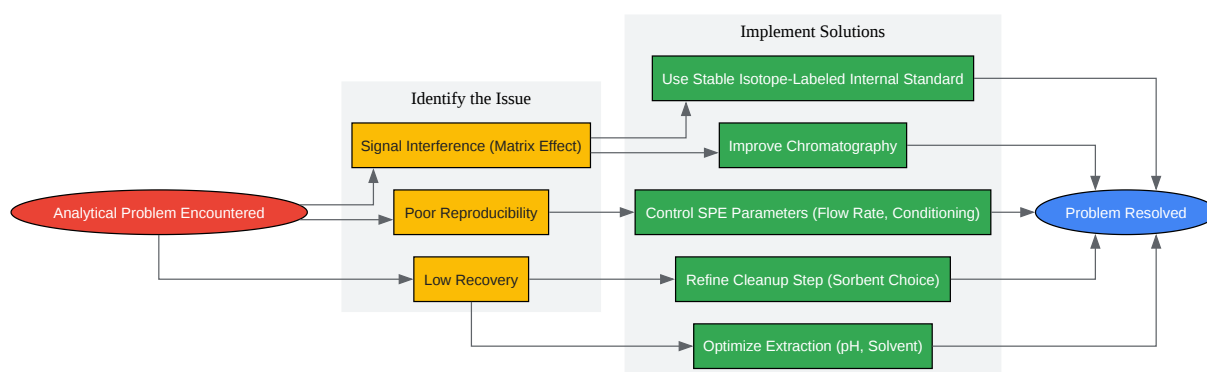 Implement Solutions
Use Stable Isotope-Labeled Internal Standard
Identify the Issue
Signal Interference (Matrix Effect)
Improve Chromatography
Analytical Problem Encountered
Poor Reproducibility
Control SPE Parameters (Flow Rate, Conditioning)
Problem Resolved
Low Recovery
Refine Cleanup Step (Sorbent Choice)
Optimize Extraction (pH, Solvent)